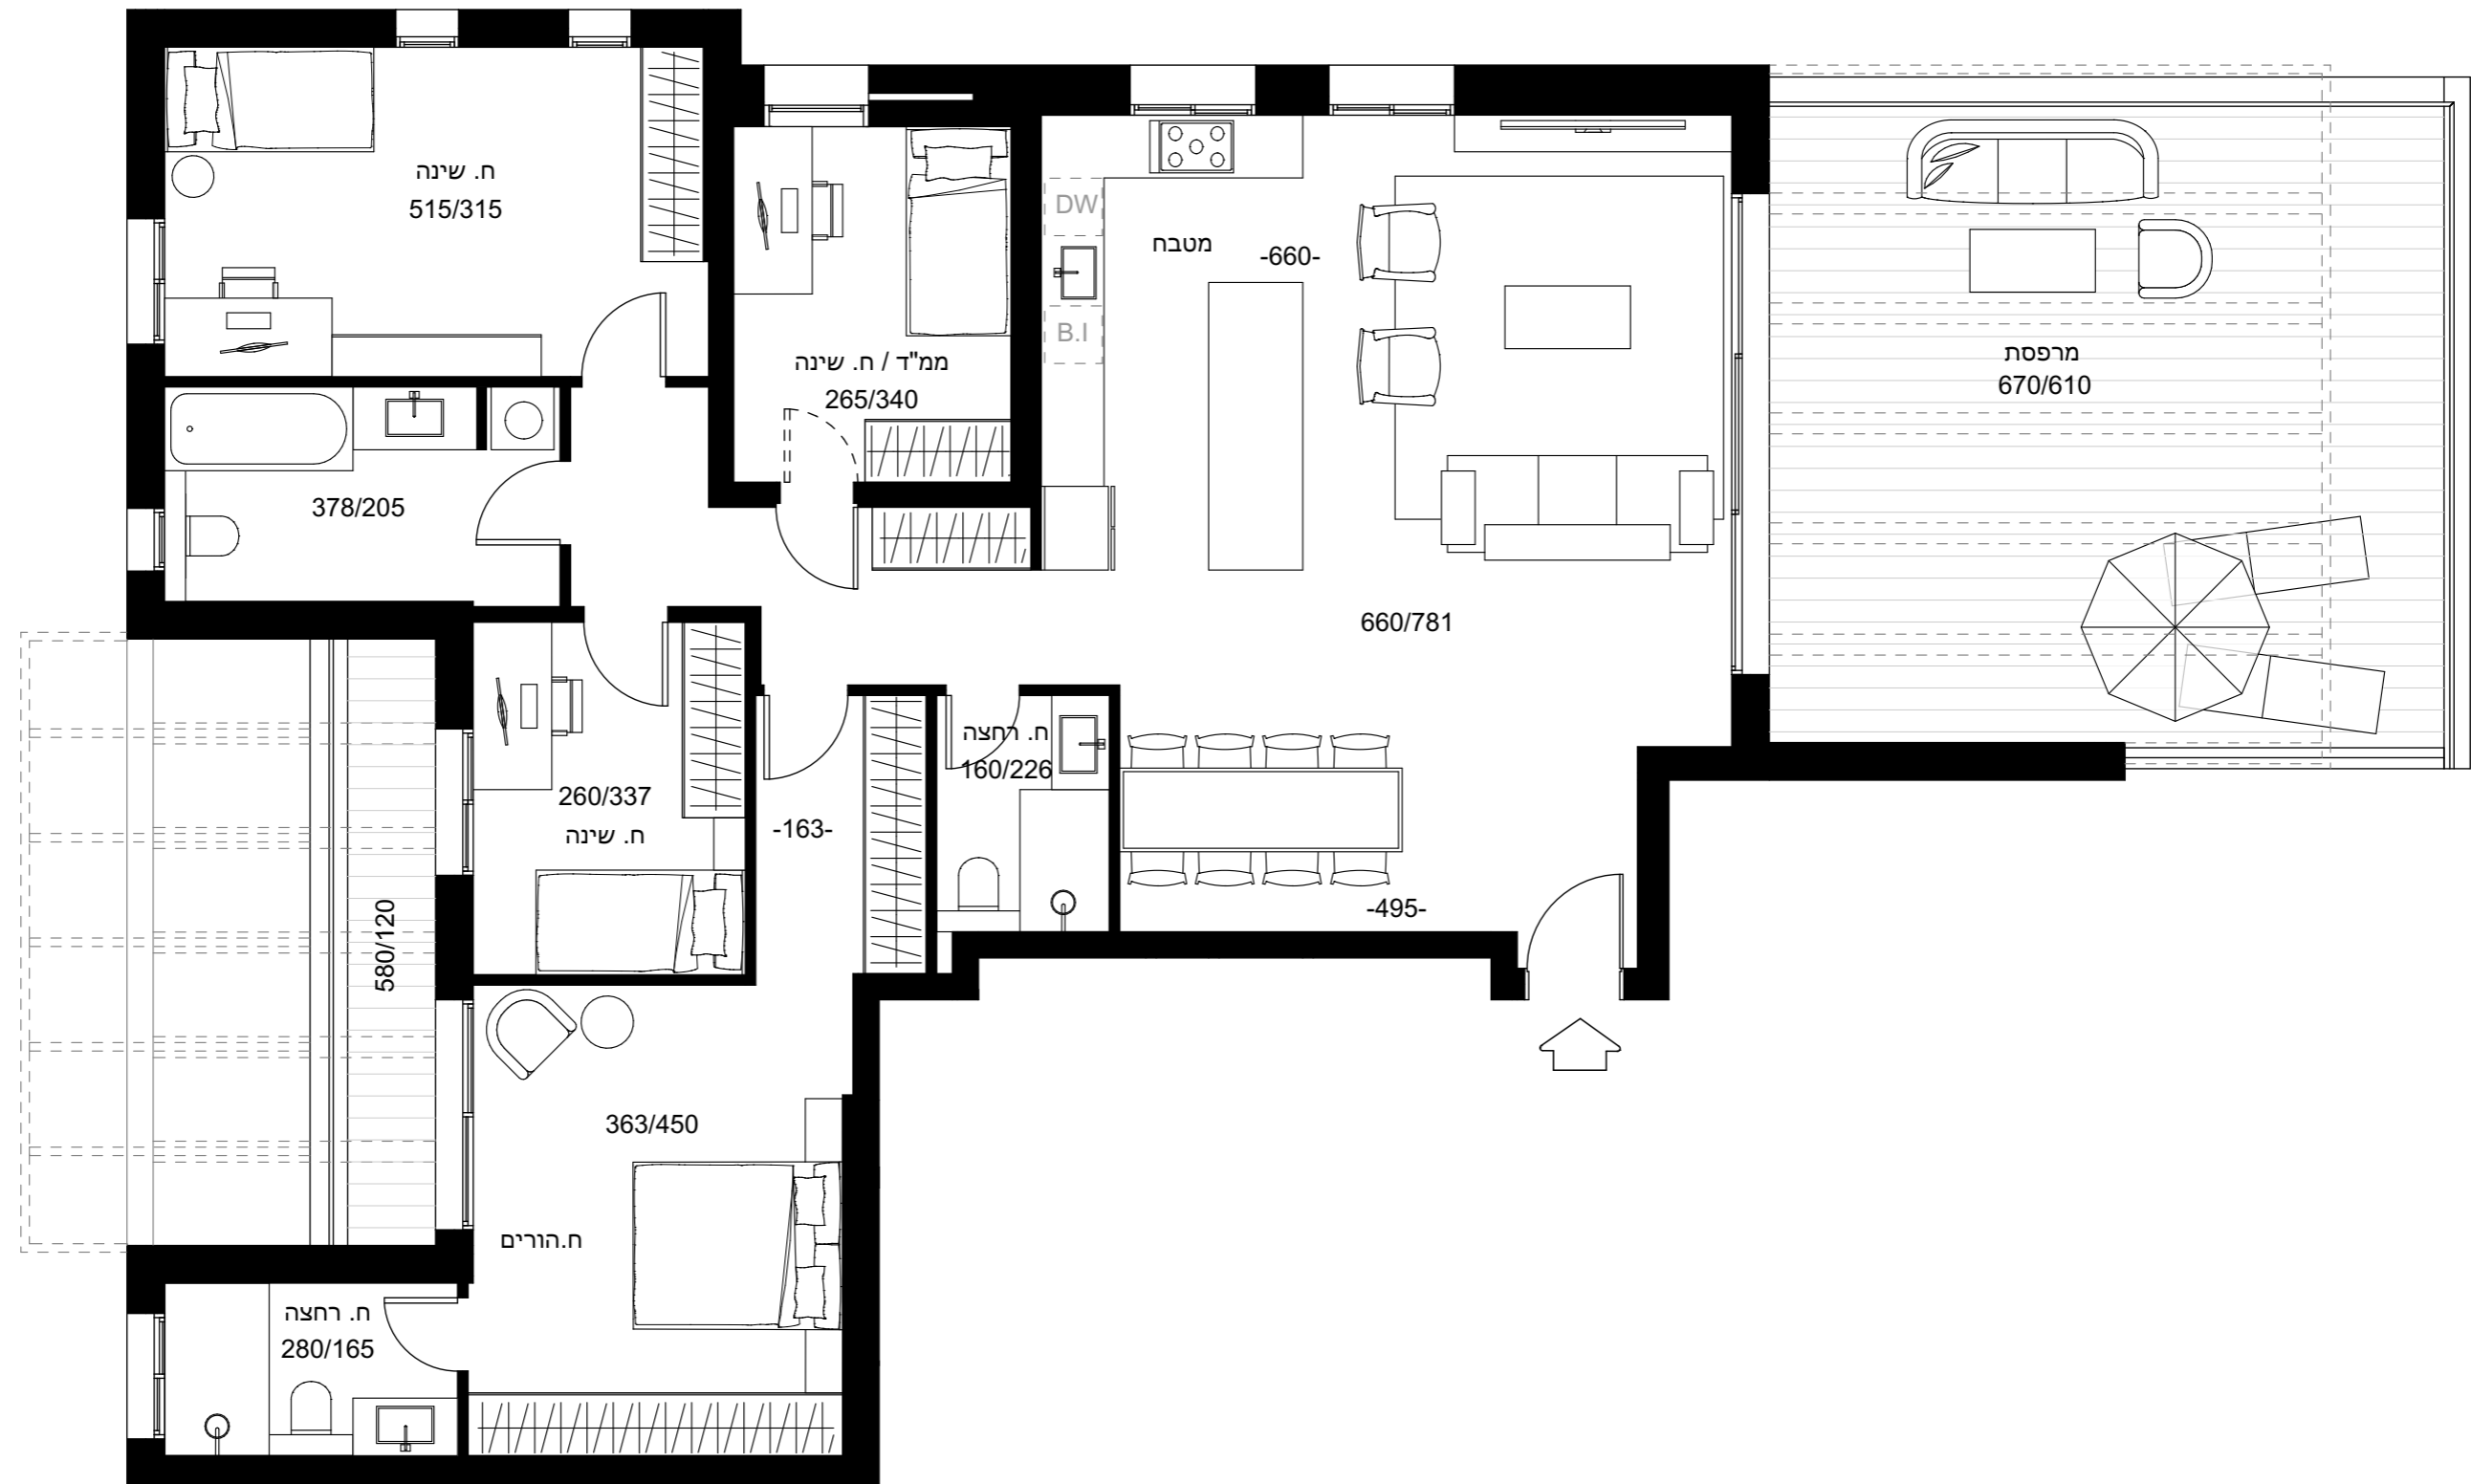 ח. שינה
515/315
ממ"ד / ח. שינה
265/340
DW
B.I
מטבח
-660-
מרפסת
670/610
378/205
660/781
ח. רחצה
160/226
260/337
ח. שינה
-163-
-495-
580/120
363/450
ח.הורים
ח. רחצה
280/165